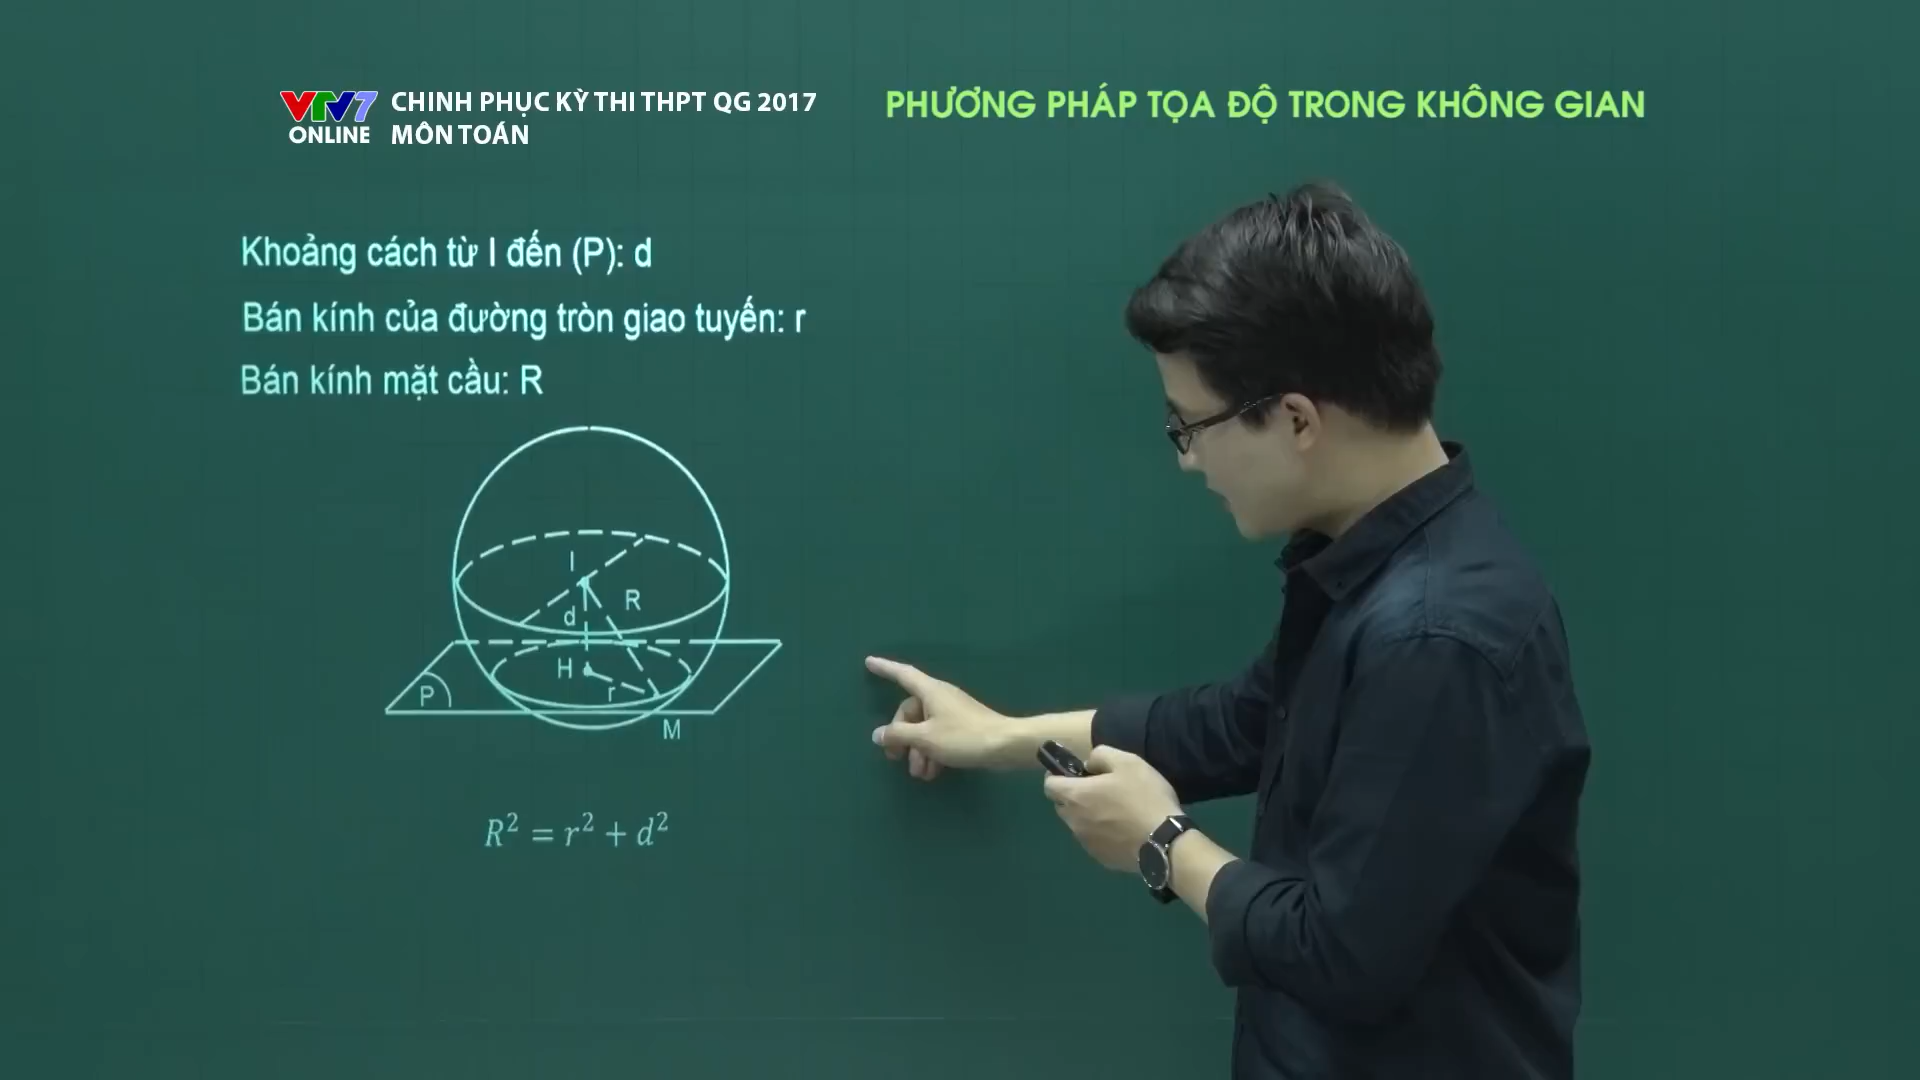 VTV7
ONLINE
CHINH PHỤC KỲ THI THPT QG 2017
MÔN TOÁN
PHƯƠNG PHÁP TỌA ĐỘ TRONG KHÔNG GIAN
Khoảng cách từ I đến (P): d
Bán kính của đường tròn giao tuyến: r
Bán kính mặt cầu: R
I
R
d
H
r
P
M
R² = r² + d²